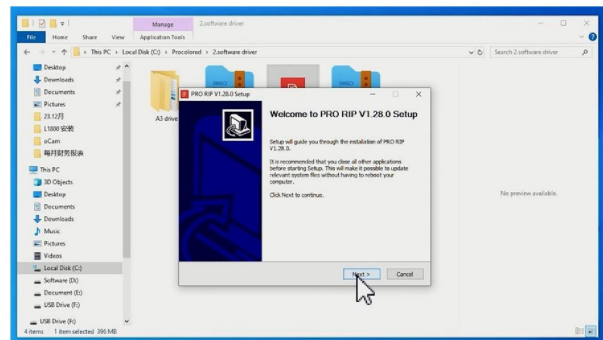 Manage
2.software driver
File
Home
Share
View
Application Tools
This PC > Local Disk (C:) > Procolored > 2.software driver
Search 2.software driver
Desktop
Downloads
Documents
Pictures
23.12月
L1800 安装
oCam
每月财务报表
This PC
3D Objects
Desktop
Documents
Downloads
Music
Pictures
Videos
Local Disk (C:)
Software (D:)
Document (E:)
USB Drive (F:)
USB Drive (F:)
A3 drive
PRO RIP V1.28.0 Setup
Welcome to PRO RIP V1.28.0 Setup
Setup will guide you through the installation of PRO RIP
V1.28.0.
It is recommended that you close all other applications
before starting Setup. This will make it possible to update
relevant system files without having to reboot your
computer.
Click Next to continue.
Next >
Cancel
No preview available.
4 items
1 item selected 396 MB